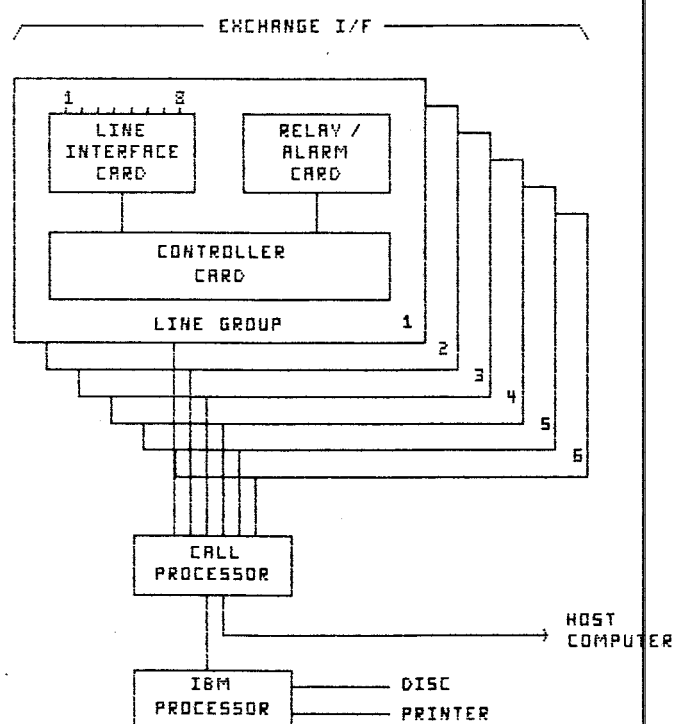 EXCHANGE I/F
1 8
LINE
INTERFACE
CARD
RELAY /
ALARM
CARD
CONTROLLER
CARD
LINE GROUP 1
2
3
4
5
6
CALL
PROCESSOR
HOST
COMPUTER
IBM
PROCESSOR
DISC
PRINTER